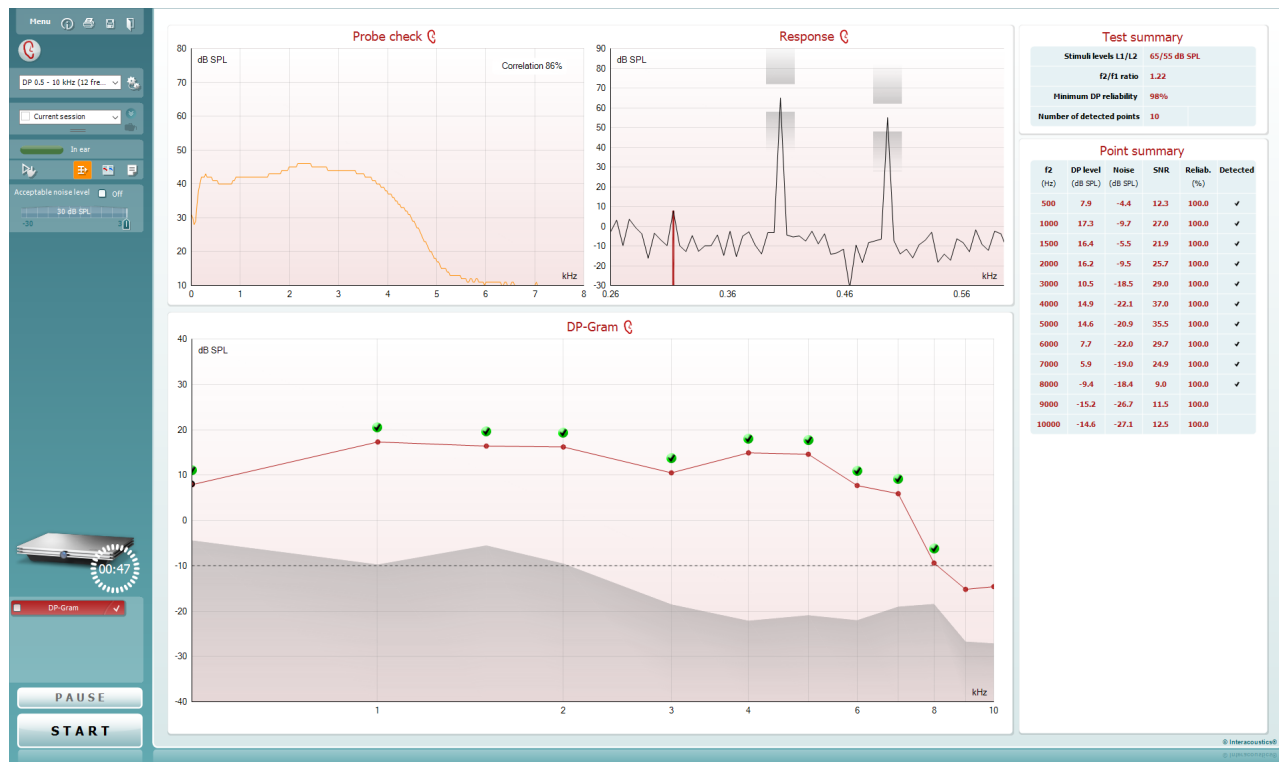 Menu
DP 0.5 - 10 kHz (12 fre...
Current session
In ear
Acceptable noise level Off
30 dB SPL
-30 3
00:47
DP-Gram
PAUSE
START
Probe check
80
dB SPL
Correlation 86%
70
60
50
40
30
20
10
kHz
0 1 2 3 4 5 6 7 8
Response
90
dB SPL
80
70
60
50
40
30
20
10
0
-10
-20
-30
kHz
0.26 0.36 0.46 0.56
DP-Gram
40
dB SPL
30
20
10
0
-10
-20
-30
-40
kHz
1 2 3 4 6 8 10
Test summary
Stimuli levels L1/L2 65/55 dB SPL
f2/f1 ratio 1.22
Minimum DP reliability 98%
Number of detected points 10
Point summary
f2 DP level Noise SNR Reliab. Detected
(Hz) (dB SPL) (dB SPL) (%)
500 7.9 -4.4 12.3 100.0
1000 17.3 -9.7 27.0 100.0
1500 16.4 -5.5 21.9 100.0
2000 16.2 -9.5 25.7 100.0
3000 10.5 -18.5 29.0 100.0
4000 14.9 -22.1 37.0 100.0
5000 14.6 -20.9 35.5 100.0
6000 7.7 -22.0 29.7 100.0
7000 5.9 -19.0 24.9 100.0
8000 -9.4 -18.4 9.0 100.0
9000 -15.2 -26.7 11.5 100.0
10000 -14.6 -27.1 12.5 100.0
© Interacoustics®